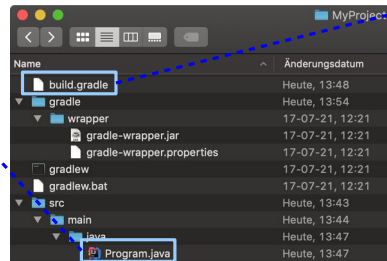 MyProject
Name Änderungsdatum
build.gradle Heute, 13:48
gradle Heute, 13:54
wrapper 17-07-21, 12:21
gradle-wrapper.jar 17-07-21, 12:21
gradle-wrapper.properties 17-07-21, 12:21
gradlew 17-07-21, 12:21
gradlew.bat 17-07-21, 12:21
src Heute, 13:43
main Heute, 13:44
java Heute, 13:47
Program.java Heute, 13:47